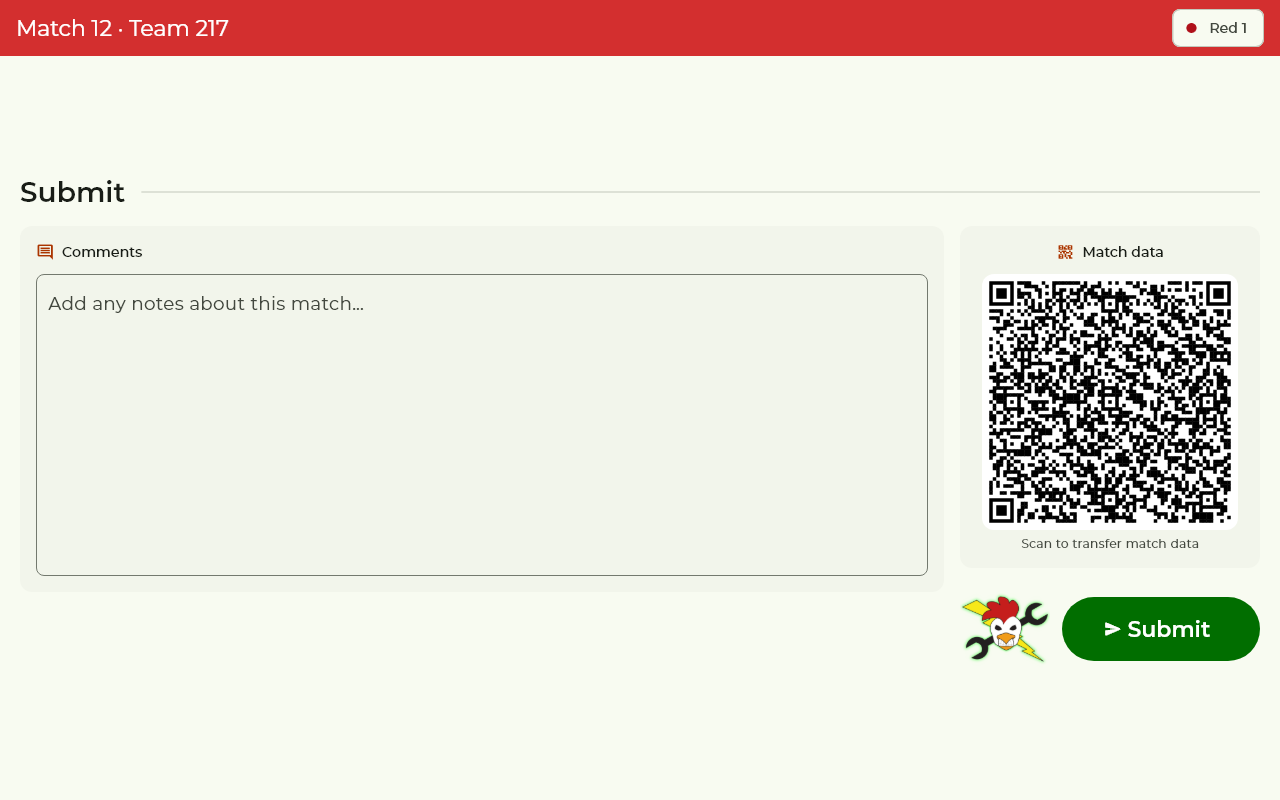 Match 12 · Team 217
Red 1
Submit
Comments
Add any notes about this match...
Match data
Scan to transfer match data
Submit